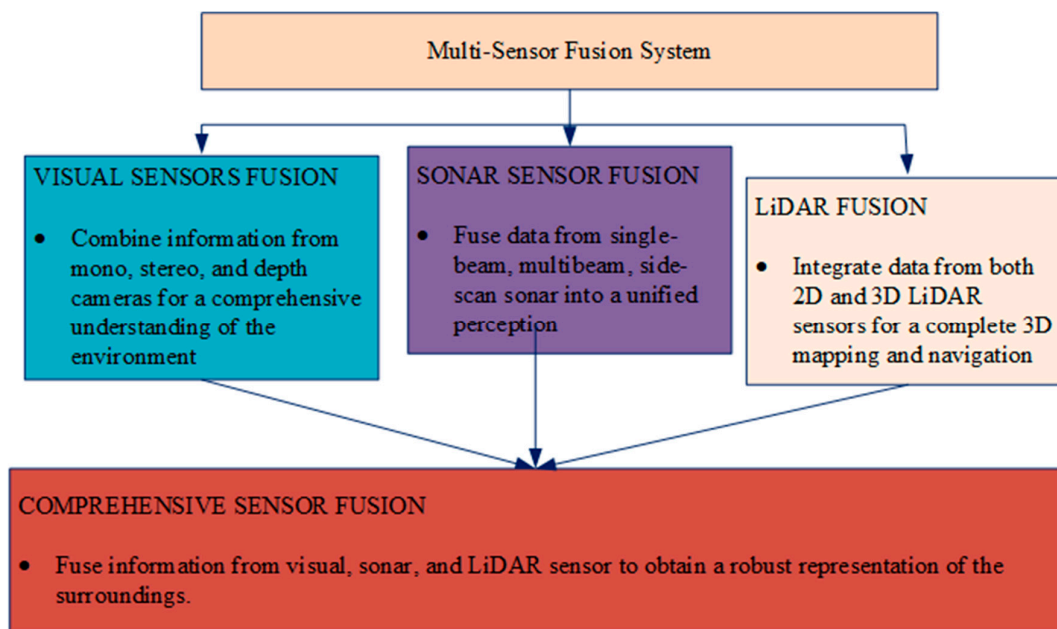 Multi-Sensor Fusion System
VISUAL SENSORS FUSION
• Combine information from
mono, stereo, and depth
cameras for a comprehensive
understanding of the
environment
SONAR SENSOR FUSION
• Fuse data from single-
beam, multibeam, side-
scan sonar into a unified
perception
LiDAR FUSION
• Integrate data from both
2D and 3D LiDAR
sensors for a complete 3D
mapping and navigation
COMPREHENSIVE SENSOR FUSION
• Fuse information from visual, sonar, and LiDAR sensor to obtain a robust representation of the
surroundings.